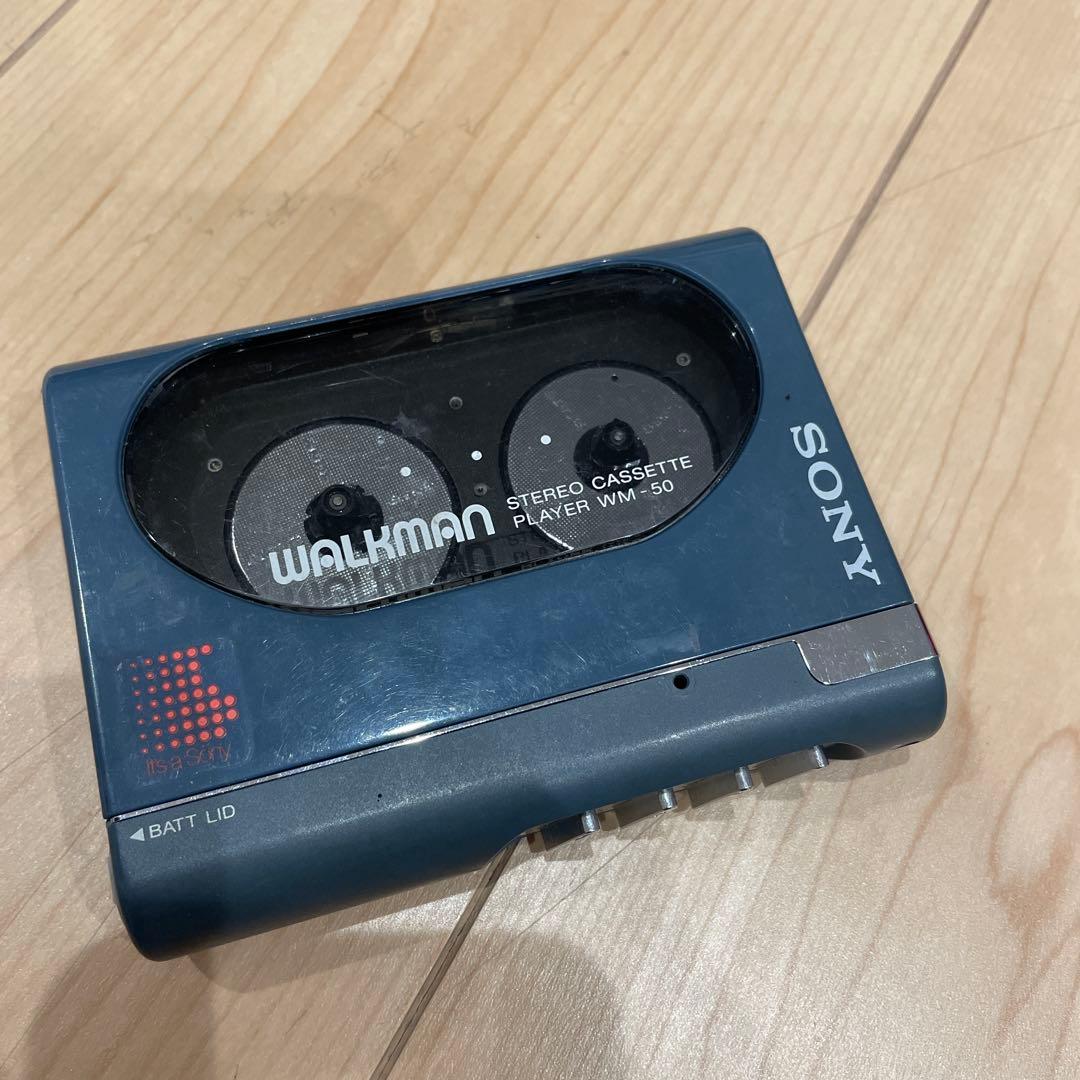 WALKMAN
STEREO CASSETTE
PLAYER WM-50
SONY
It's a Sony
◀BATT LID